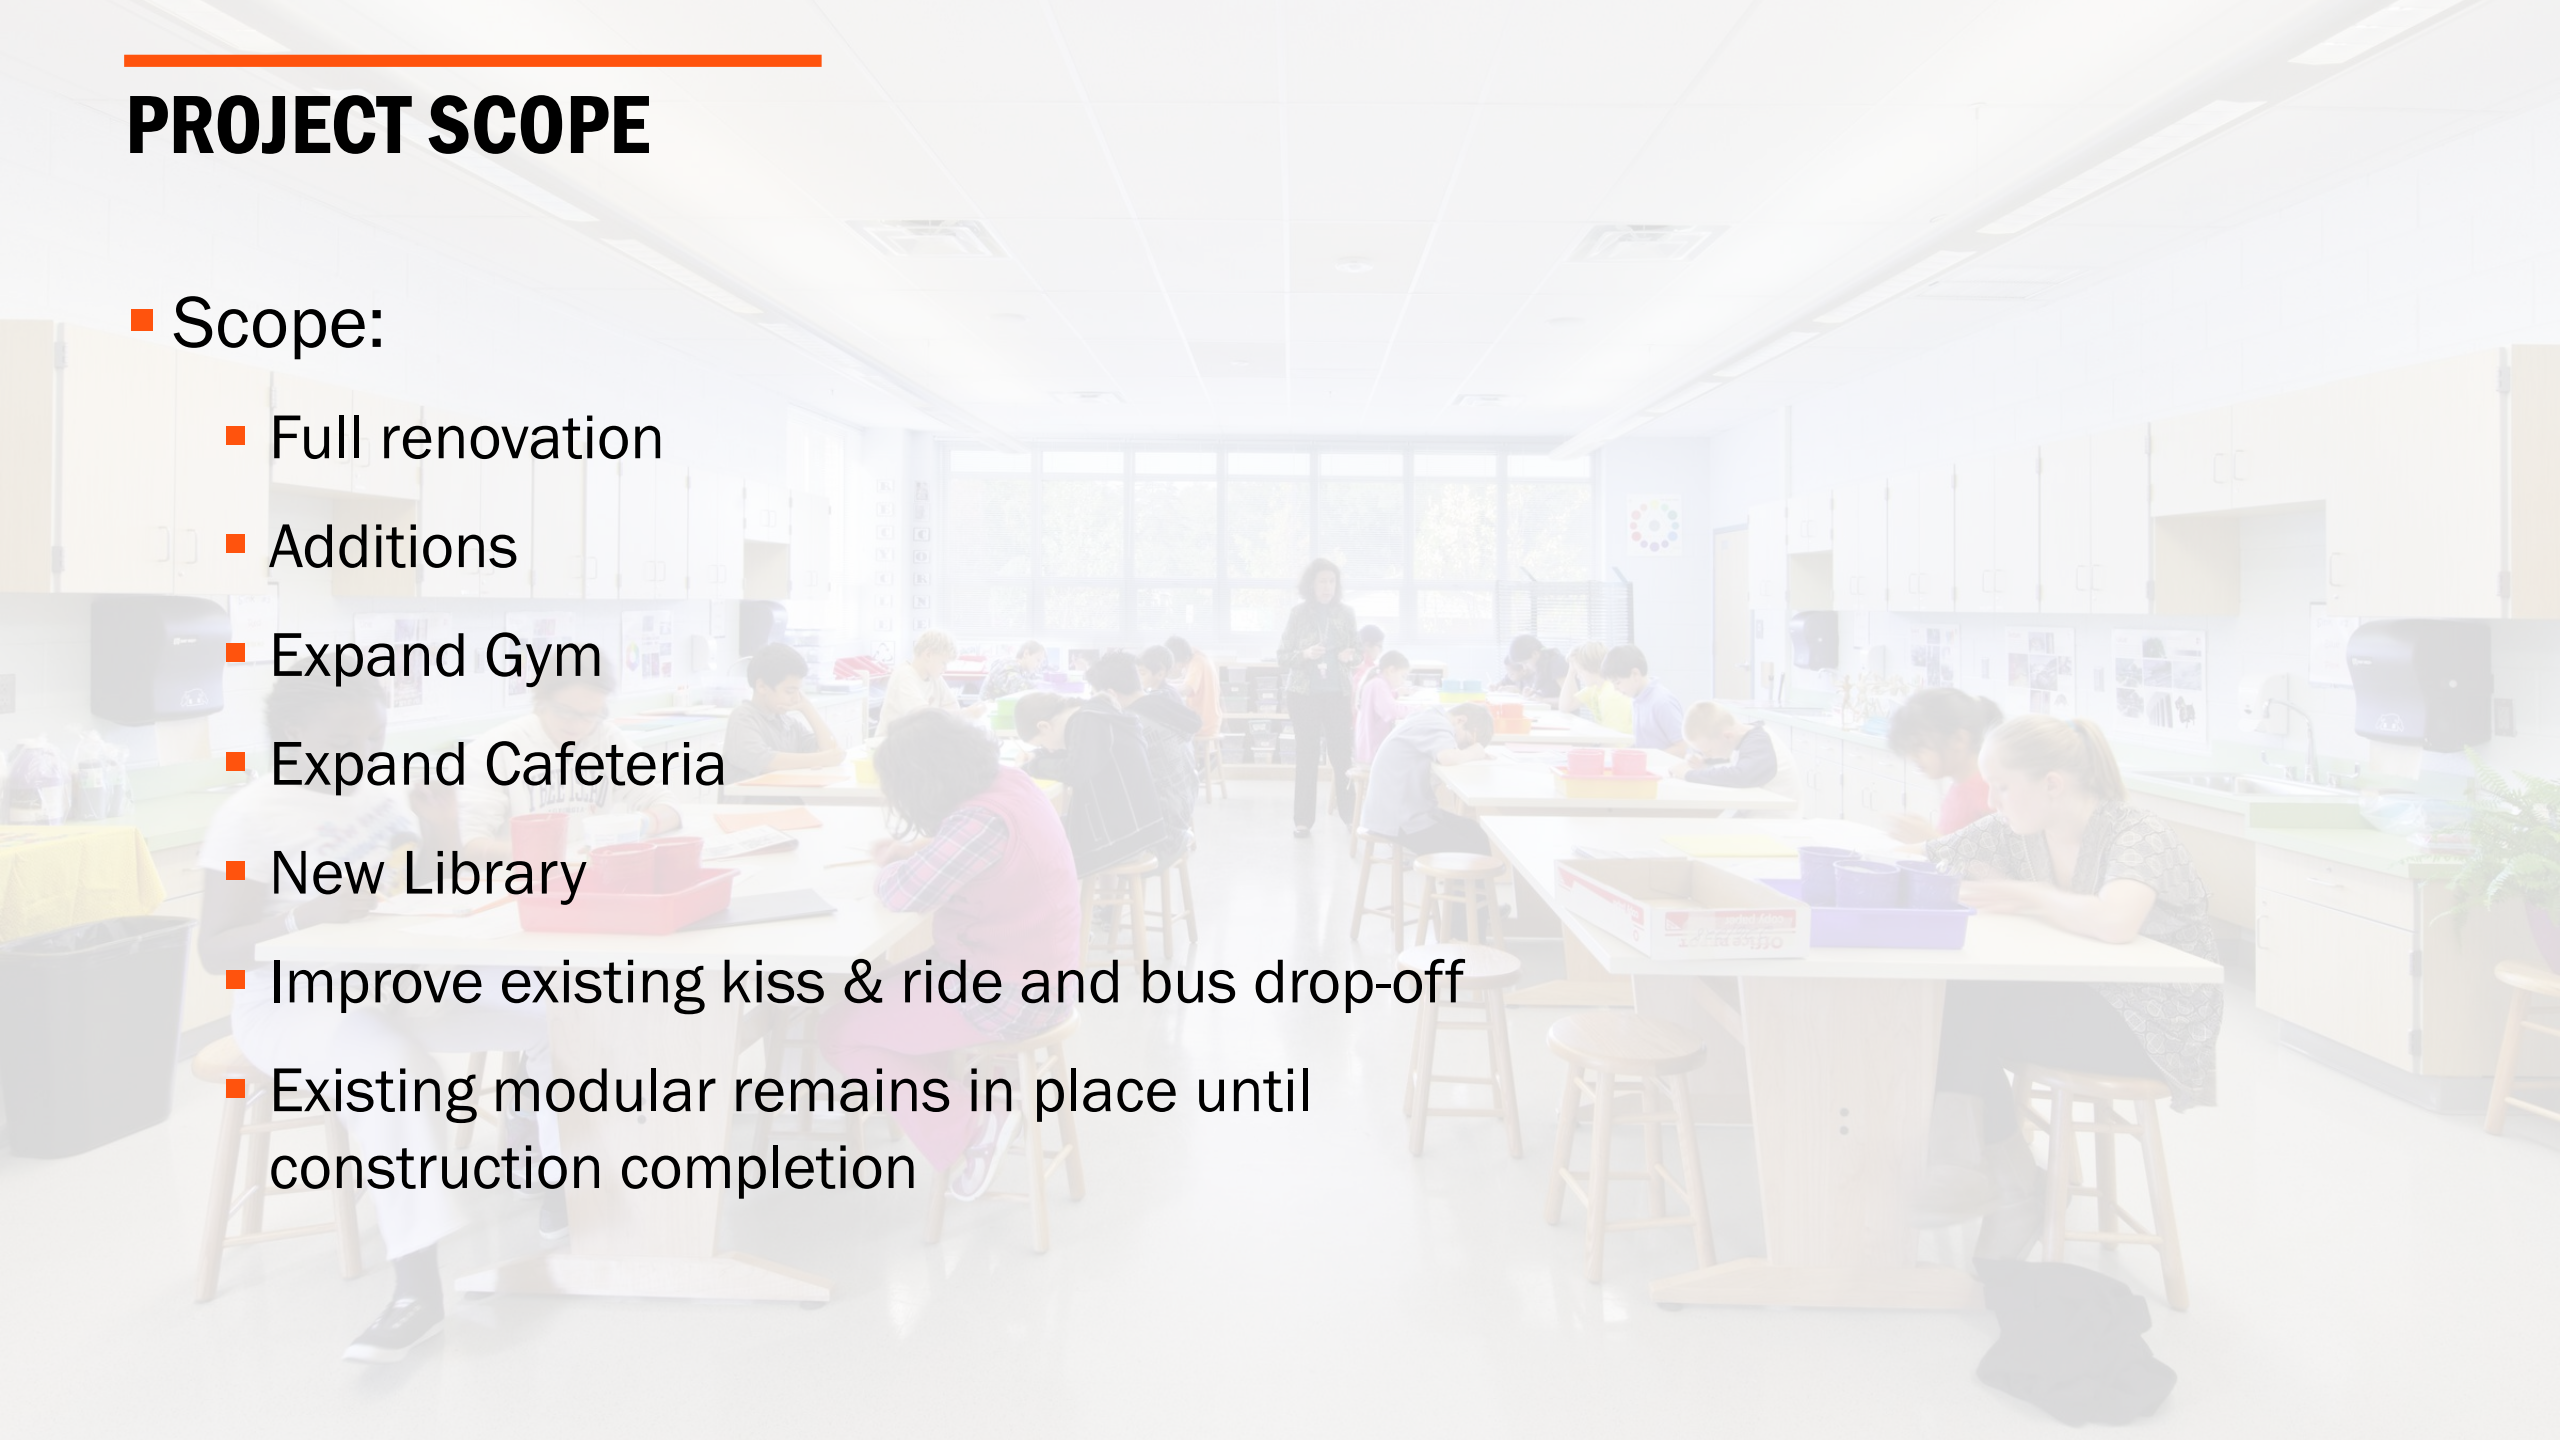 PROJECT SCOPE
Scope:
Full renovation
Additions
Expand Gym
Expand Cafeteria
New Library
Improve existing kiss & ride and bus drop-off
Existing modular remains in place until
construction completion